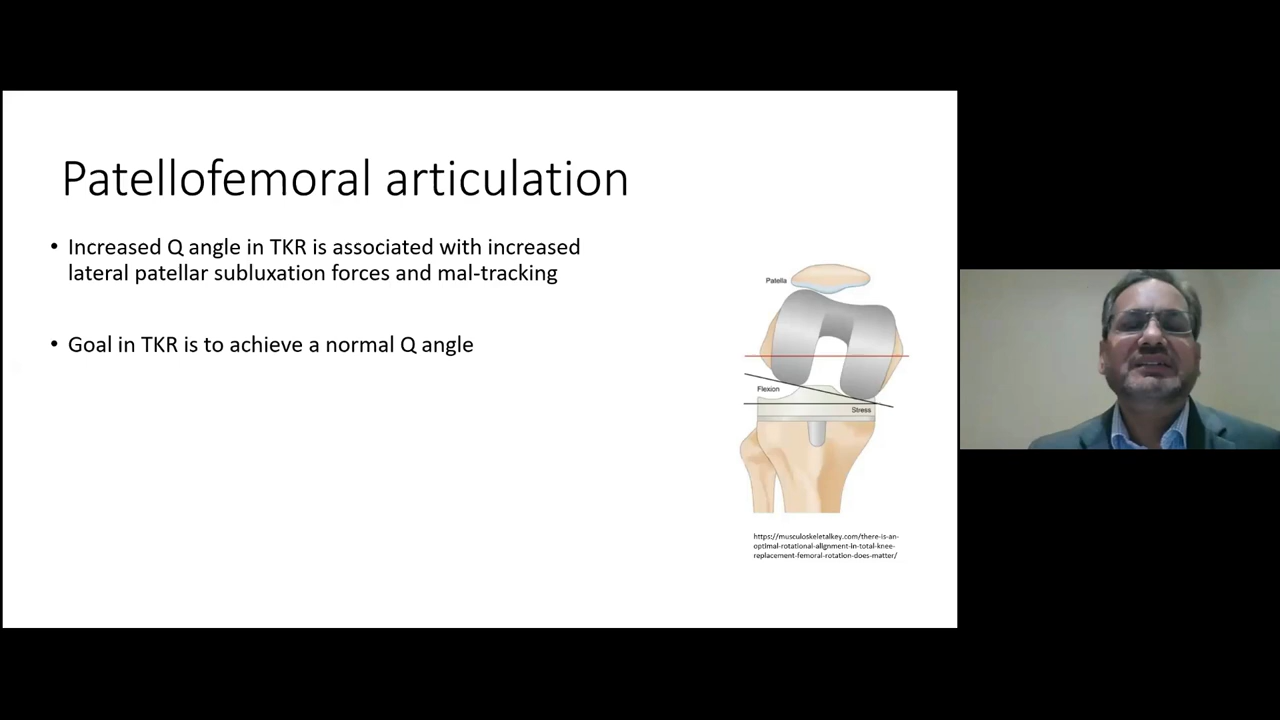 Patellofemoral articulation
• Increased Q angle in TKR is associated with increased
lateral patellar subluxation forces and mal-tracking
• Goal in TKR is to achieve a normal Q angle
Patella
Flexion
Stress
https://musculoskeletalkey.com/there-is-an-
optimal-rotational-alignment-in-total-knee-
replacement-femoral-rotation-does-matter/